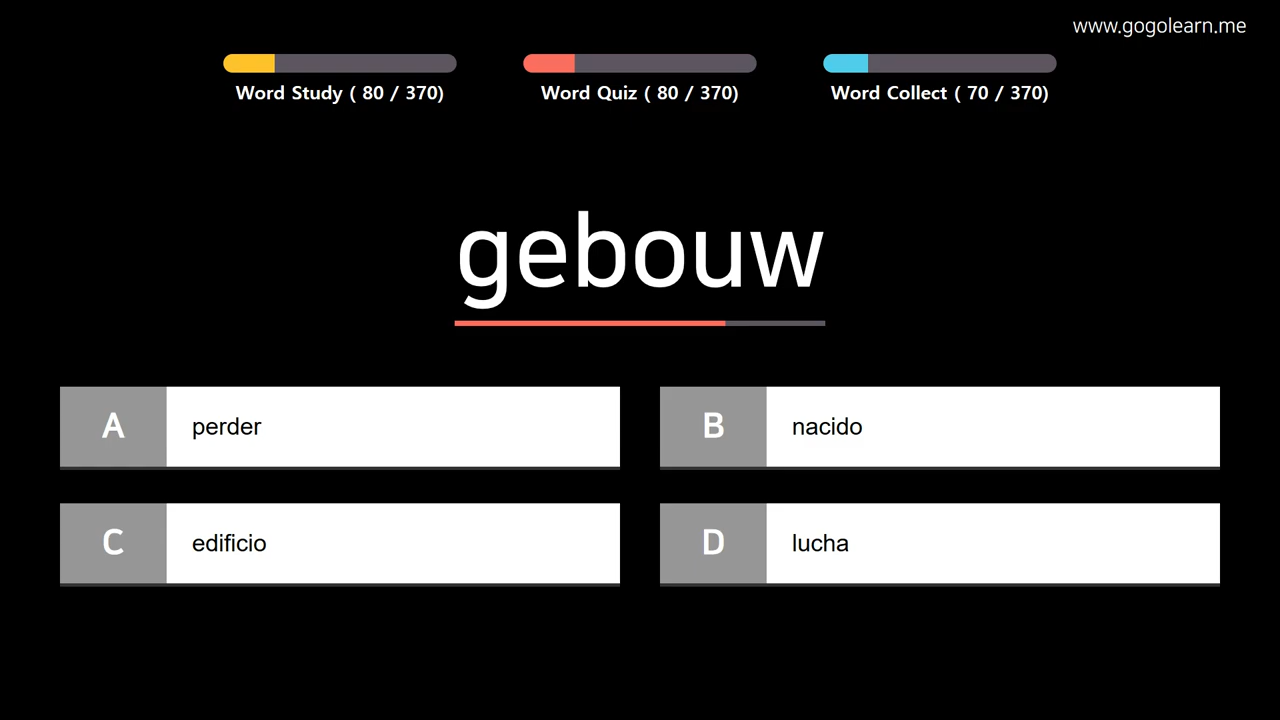 www.gogolearn.me
Word Study ( 80 / 370)
Word Quiz ( 80 / 370)
Word Collect ( 70 / 370)
gebouw
A perder
B nacido
C edificio
D lucha